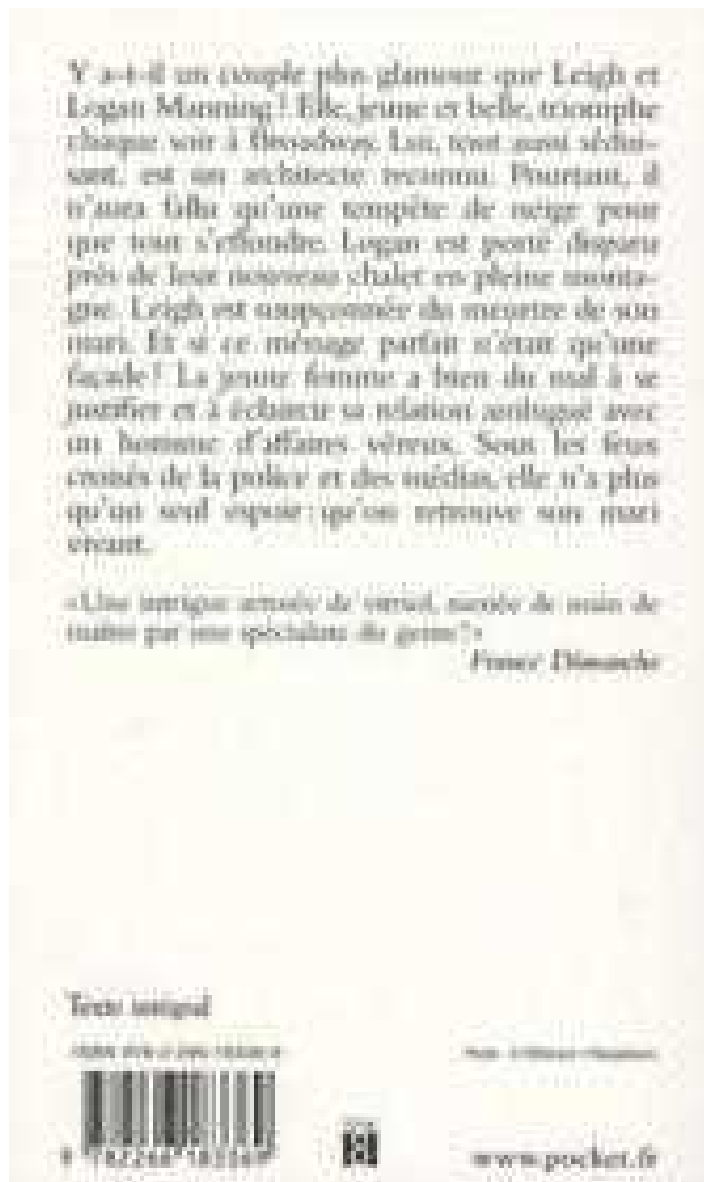 Y a-t-il un couple plus glamour que Leigh et
Logan Manning ? Elle, jeune et belle, triomphe
chaque soir à Broadway. Lui, tout aussi sédui-
sant, est un architecte reconnu. Pourtant, il
n'aura fallu qu'une tempête de neige pour
que tout s'effondre. Logan est porté disparu
près de leur nouveau chalet en pleine monta-
gne. Leigh est soupçonnée du meurtre de son
mari. Et si ce ménage parfait n'était qu'une
façade ? La jeune femme a bien du mal à se
justifier et à éclaircir sa relation ambiguë avec
un homme d'affaires véreux. Sous les feux
croisés de la police et des médias, elle n'a plus
qu'un seul espoir : qu'on retrouve son mari
vivant.
« Une intrigue de vitriol, menée de main de
maître par une spécialiste du genre ! »
France Dimanche
Texte intégral
ISBN
www.pocket.fr